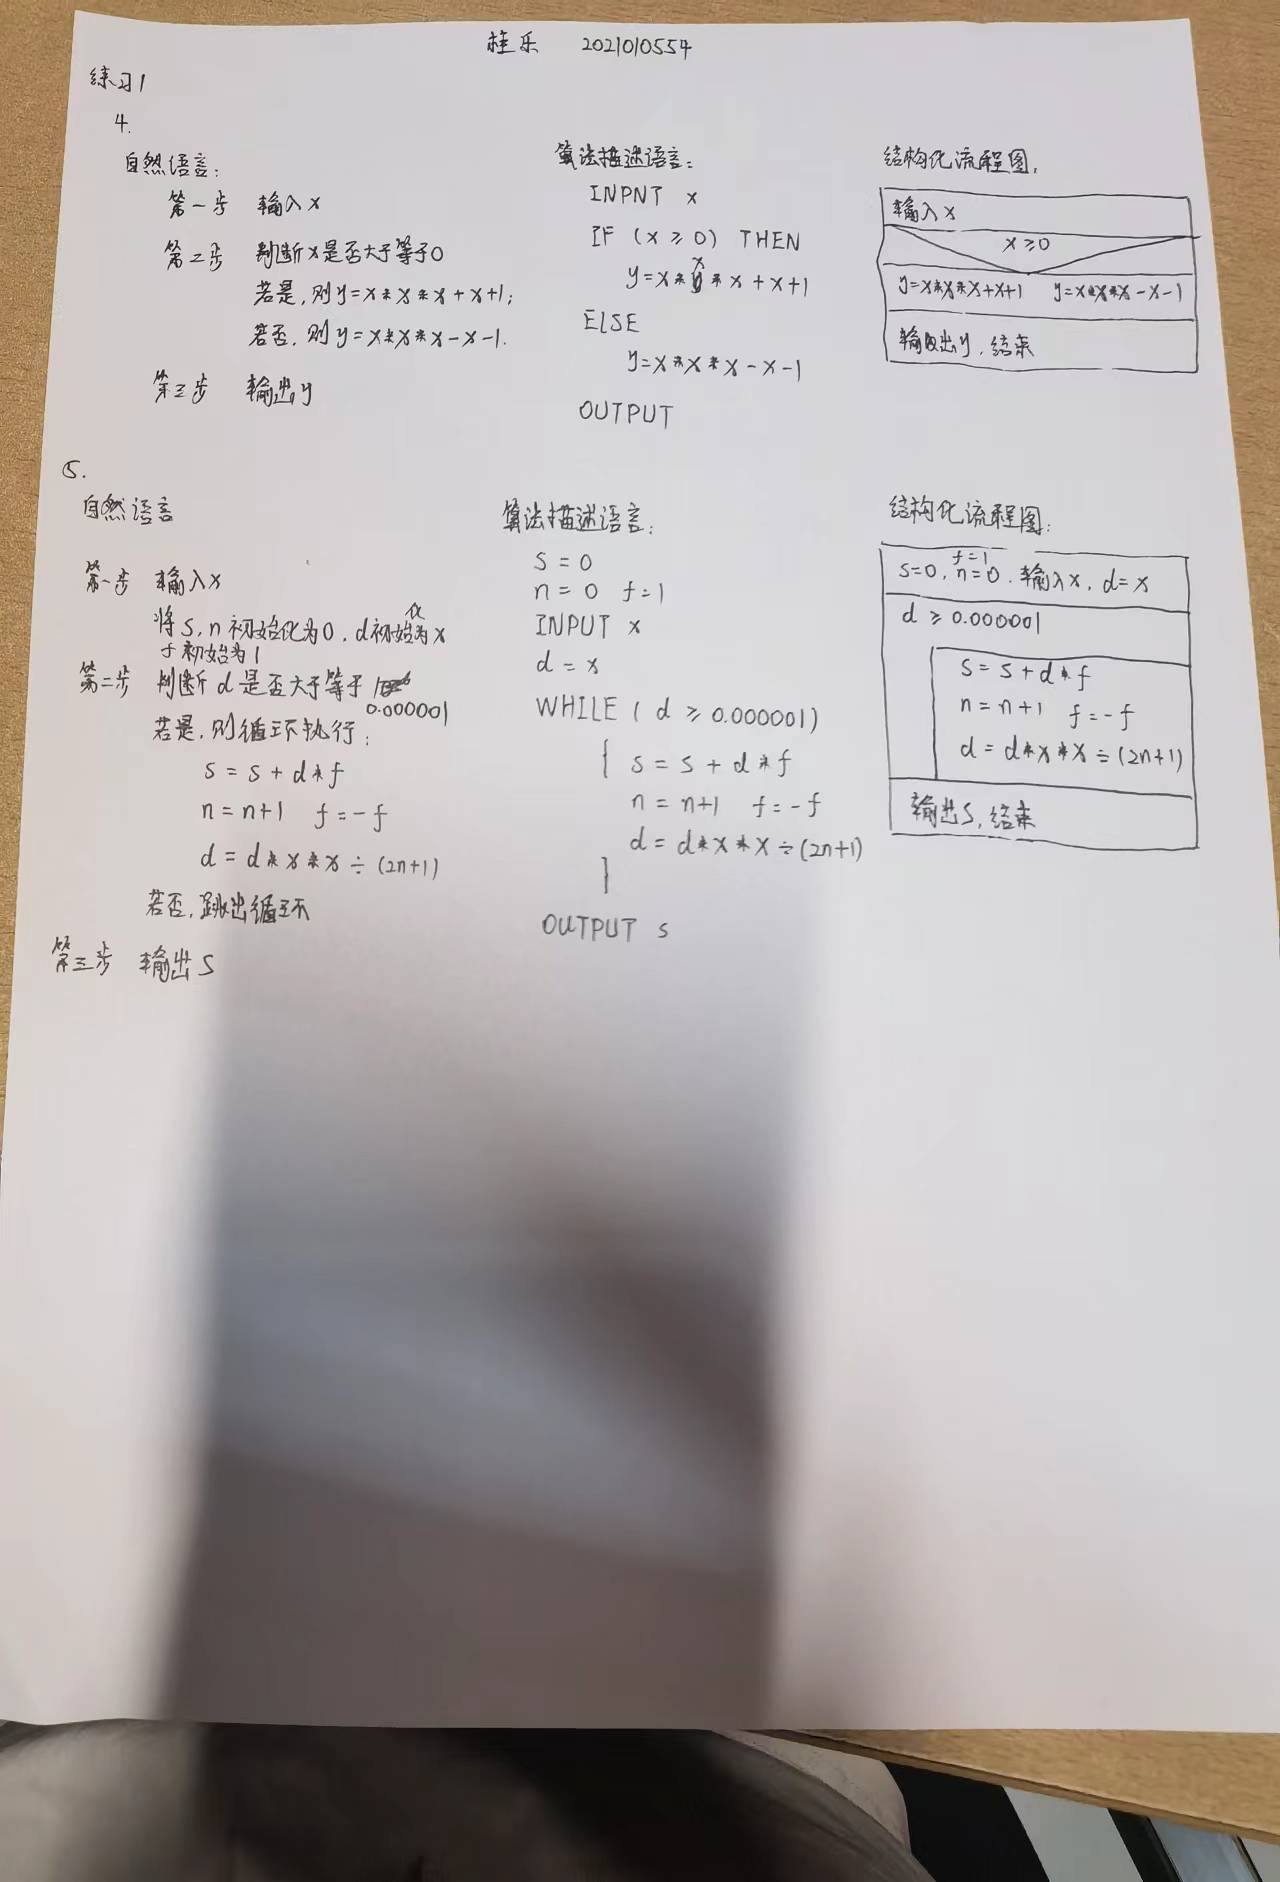 桂乐 2021010554
练习1
4.
自然语言:
第一步 输入x
第二步 判断x是否大于等于0
若是,则y=x*x*x+x+1;
若否,则y=x*x*x-x-1.
第三步 输出y
算法描述语言:
INPNT x
IF (x≥0) THEN
y=x*x*x+x+1
ELSE
y=x*x*x-x-1
OUTPUT
结构化流程图.
输入x
x≥0
y=x*x*x+x+1 y=x*x*x-x-1
输出y,结束
5.
自然语言
第一步 输入x
将s,n初始化为0,d初始化为x
f初始为1
第二步 判断d是否大于等于
0.000001
若是,则循环执行:
s=s+d*f
n=n+1 f=-f
d=d*x*x÷(2n+1)
若否,跳出循环
第三步 输出s
算法描述语言:
s=0
n=0 f=1
INPUT x
d=x
WHILE(d≥0.000001)
{ s=s+d*f
n=n+1 f=-f
d=d*x*x÷(2n+1)
}
OUTPUT s
结构化流程图:
f=1
s=0,n=0.输入x,d=x
d≥0.000001
s=s+d*f
n=n+1 f=-f
d=d*x*x÷(2n+1)
输出s,结束